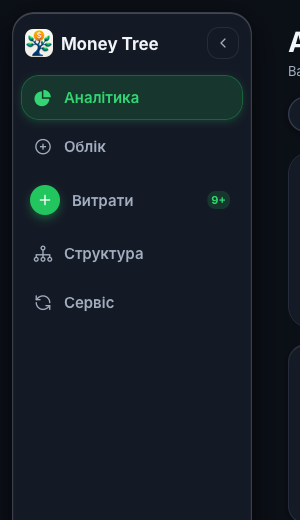 Money Tree
Аналітика
Облік
Витрати
9+
Структура
Сервіс